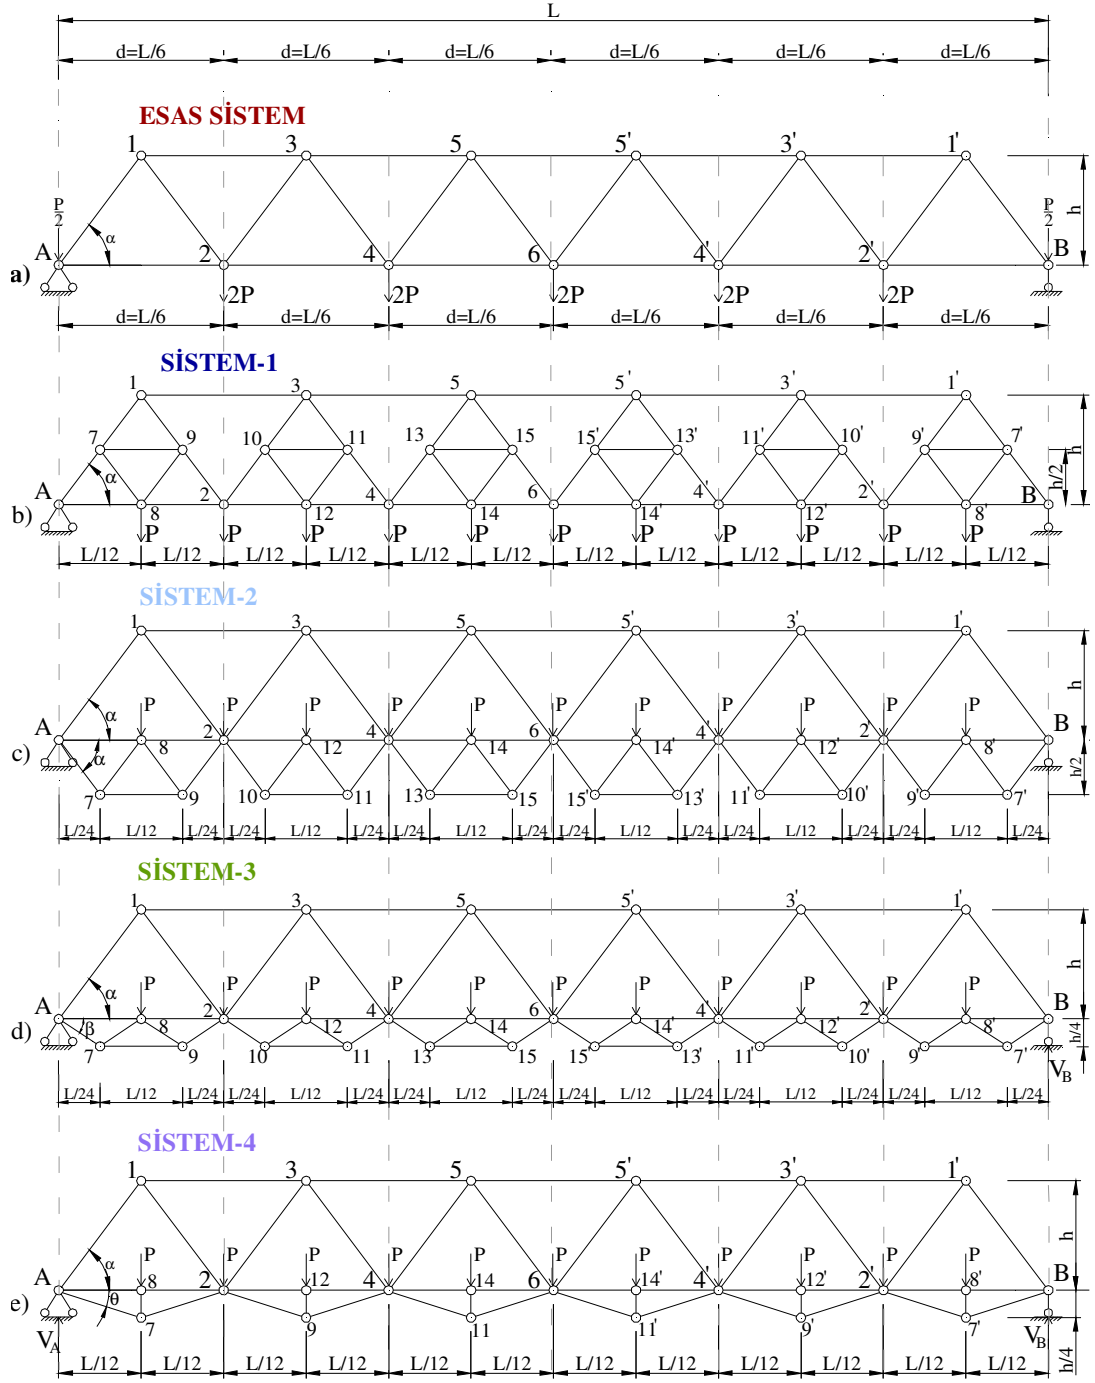 L
d=L/6 d=L/6 d=L/6 d=L/6 d=L/6 d=L/6
ESAS SİSTEM
1 3 5 5' 3' 1'
P/2 P/2
α h
A 2 4 6 4' 2' B
a)
2P 2P 2P 2P 2P
d=L/6 d=L/6 d=L/6 d=L/6 d=L/6 d=L/6
SİSTEM-1
1 3 5 5' 3' 1'
7 9 10 11 13 15 15' 13' 11' 10' 9' 7' h
α h/2
A 2 4 6 4' 2' B
b) 8 12 14 14' 12' 8'
P P P P P P P P P P P
L/12 L/12 L/12 L/12 L/12 L/12 L/12 L/12 L/12 L/12 L/12 L/12
SİSTEM-2
1 3 5 5' 3' 1'
α h
P P P P P P P P P P P
A 2 4 6 4' 2' B
c) 8 12 14 14' 12' 8'
α h/2
7 9 10 11 13 15 15' 13' 11' 10' 9' 7'
L/24 L/12 L/24 L/24 L/12 L/24 L/24 L/12 L/24 L/24 L/12 L/24 L/24 L/12 L/24 L/24 L/12 L/24
SİSTEM-3
1 3 5 5' 3' 1'
α h
P P P P P P P P P P P
A 2 4 6 4' 2' B
d) β 8 12 14 14' 12' 8' h/4
7 9 10 11 13 15 15' 13' 11' 10' 9' 7'
V_B
L/24 L/12 L/24 L/24 L/12 L/24 L/24 L/12 L/24 L/24 L/12 L/24 L/24 L/12 L/24 L/24 L/12 L/24
SİSTEM-4
1 3 5 5' 3' 1'
α h
P P P P P P P P P P P
A 8 2 12 4 14 6 14' 4' 12' 2' 8' B
e) θ
7 9 11 11' 9' 7'
V_A V_B
h/4
L/12 L/12 L/12 L/12 L/12 L/12 L/12 L/12 L/12 L/12 L/12 L/12